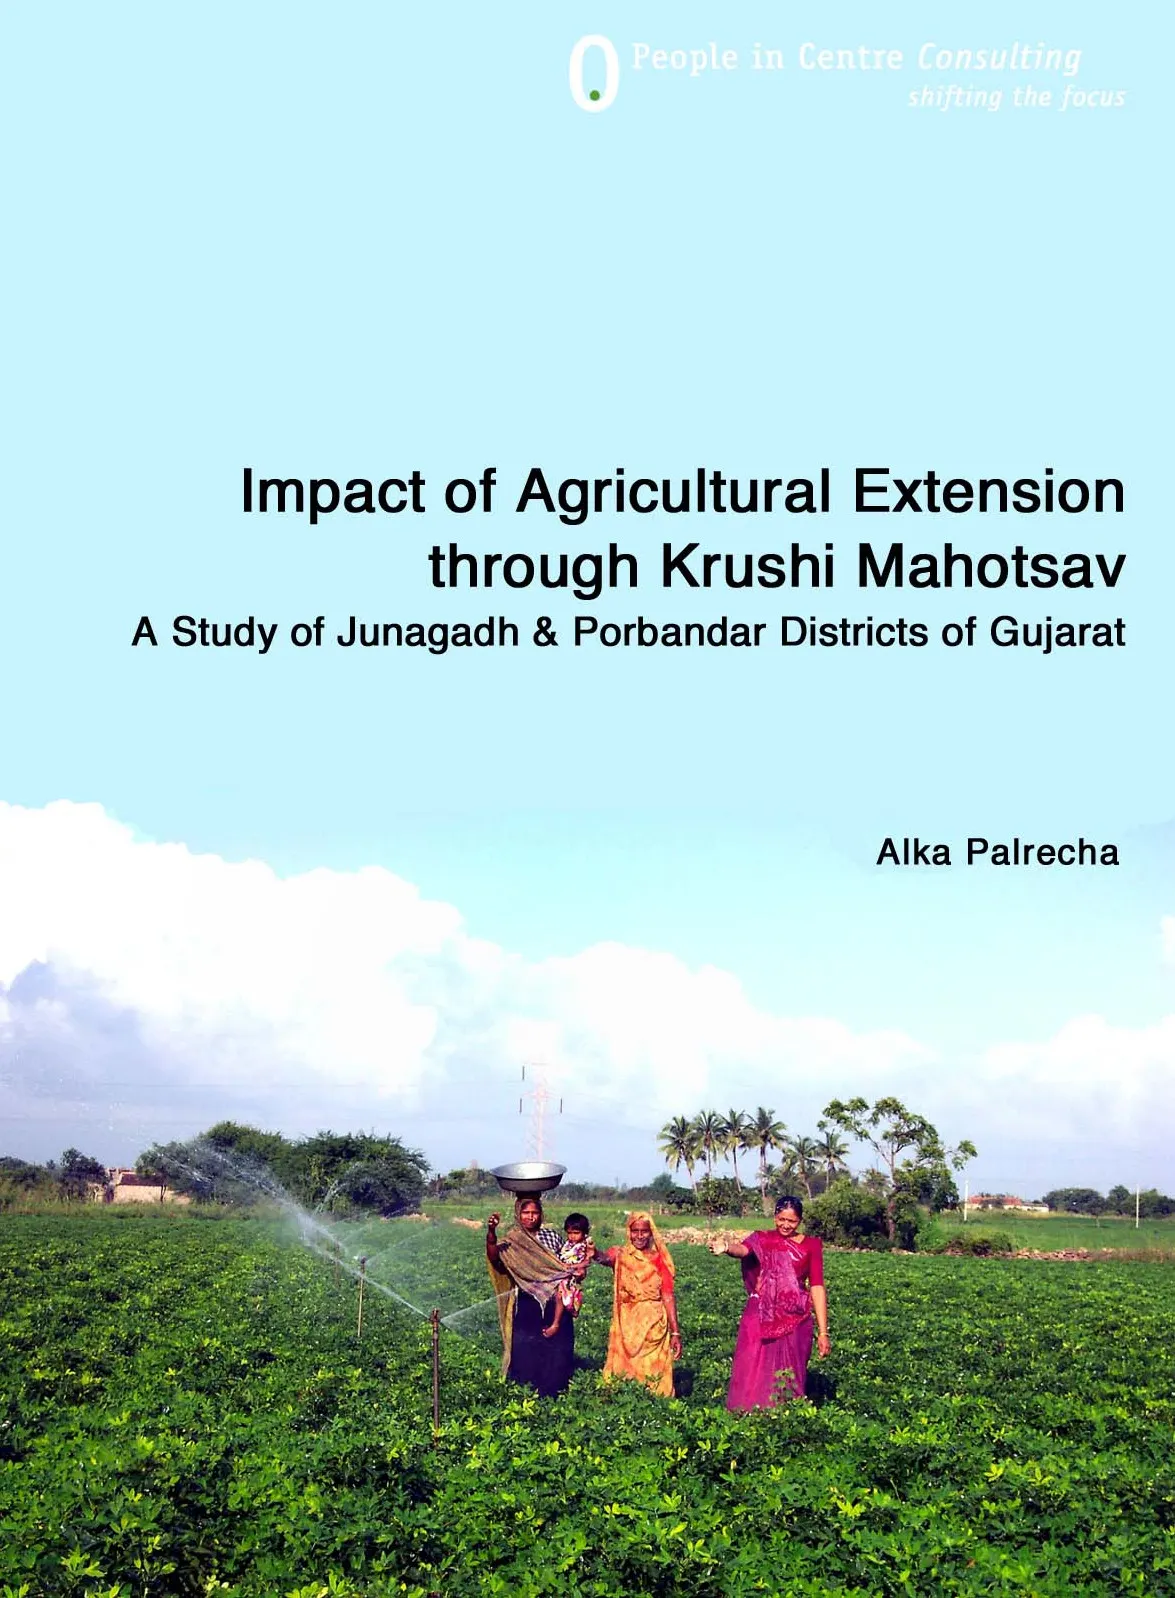 People in Centre Consulting
shifting the focus
Impact of Agricultural Extension
through Krushi Mahotsav
A Study of Junagadh & Porbandar Districts of Gujarat
Alka Palrecha